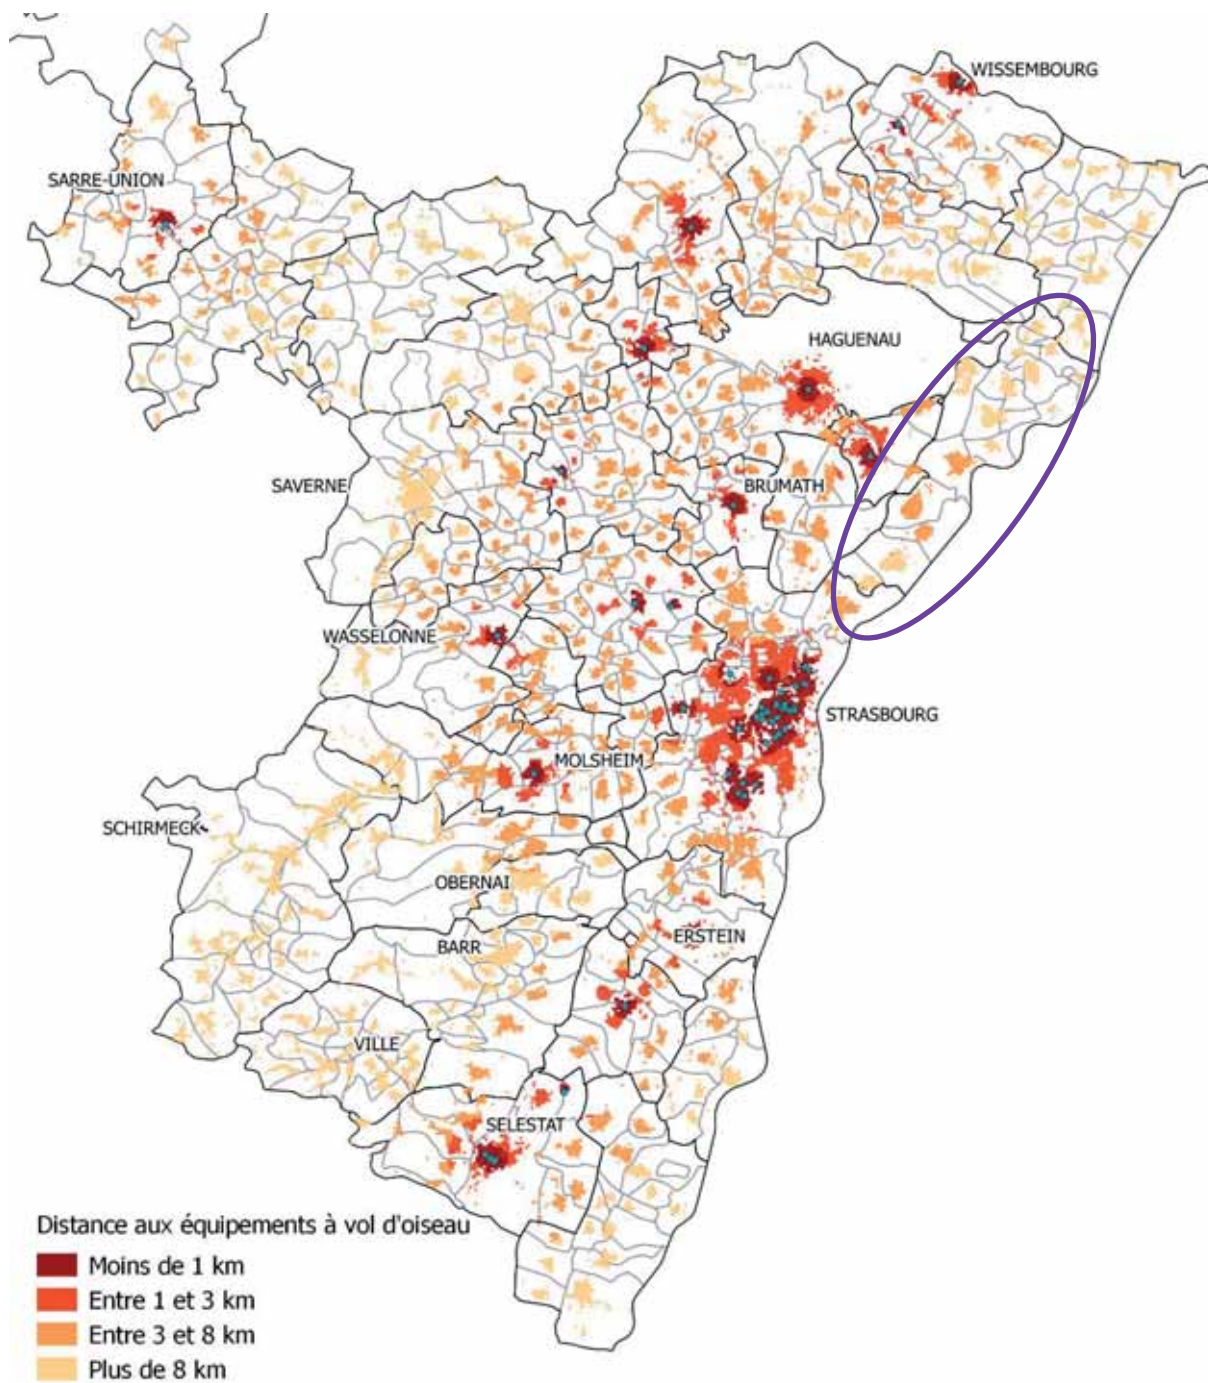 WISSEMBOURG
SARRE-UNION
HAGUENAU
SAVERNE
BRUMATH
WASSELONNE
STRASBOURG
MOLSHEIM
SCHIRMECK
OBERNAI
ERSTEIN
BARR
VILLE
SELESTAT
Distance aux équipements à vol d'oiseau
Moins de 1 km
Entre 1 et 3 km
Entre 3 et 8 km
Plus de 8 km